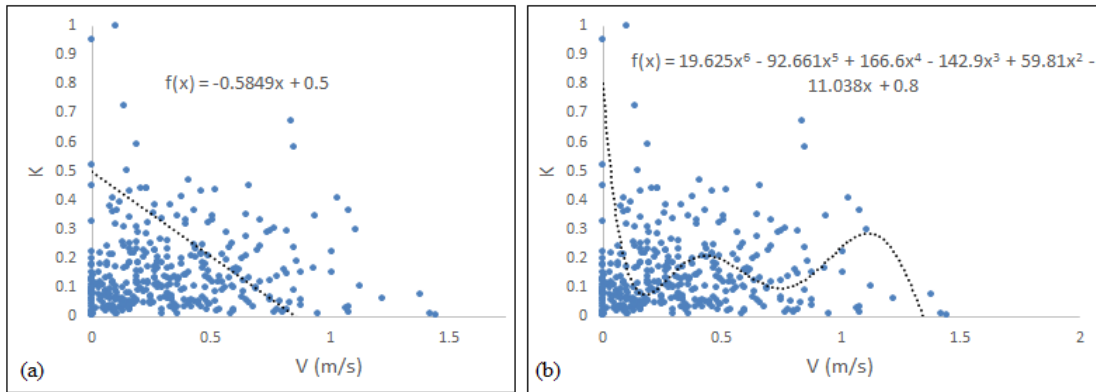 1
0.9
0.8
0.7
0.6
0.5
0.4
0.3
0.2
0.1
0
K
f(x) = -0.5849x + 0.5
0 0.5 1 1.5
V (m/s)
(a)
1
0.9
0.8
0.7
0.6
0.5
0.4
0.3
0.2
0.1
0
K
f(x) = 19.625x⁶ - 92.661x⁵ + 166.6x⁴ - 142.9x³ + 59.81x² -
11.038x + 0.8
0 0.5 1 1.5 2
V (m/s)
(b)